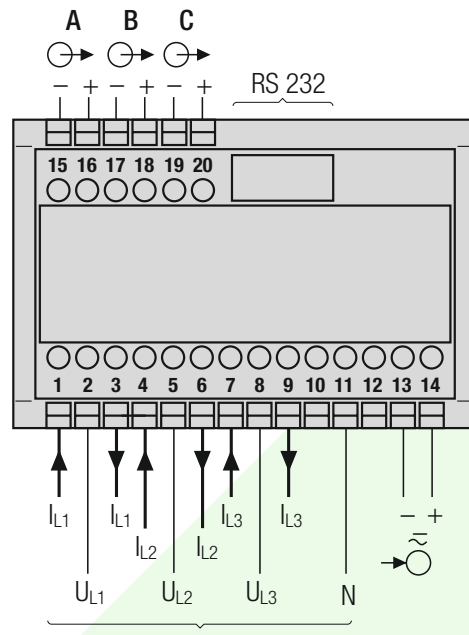 A B C
− + − + − +
RS 232
15 16 17 18 19 20
1 2 3 4 5 6 7 8 9 10 11 12 13 14
− +
IL1 IL1 IL3 IL3
IL2 IL2
UL1 UL2 UL3 N